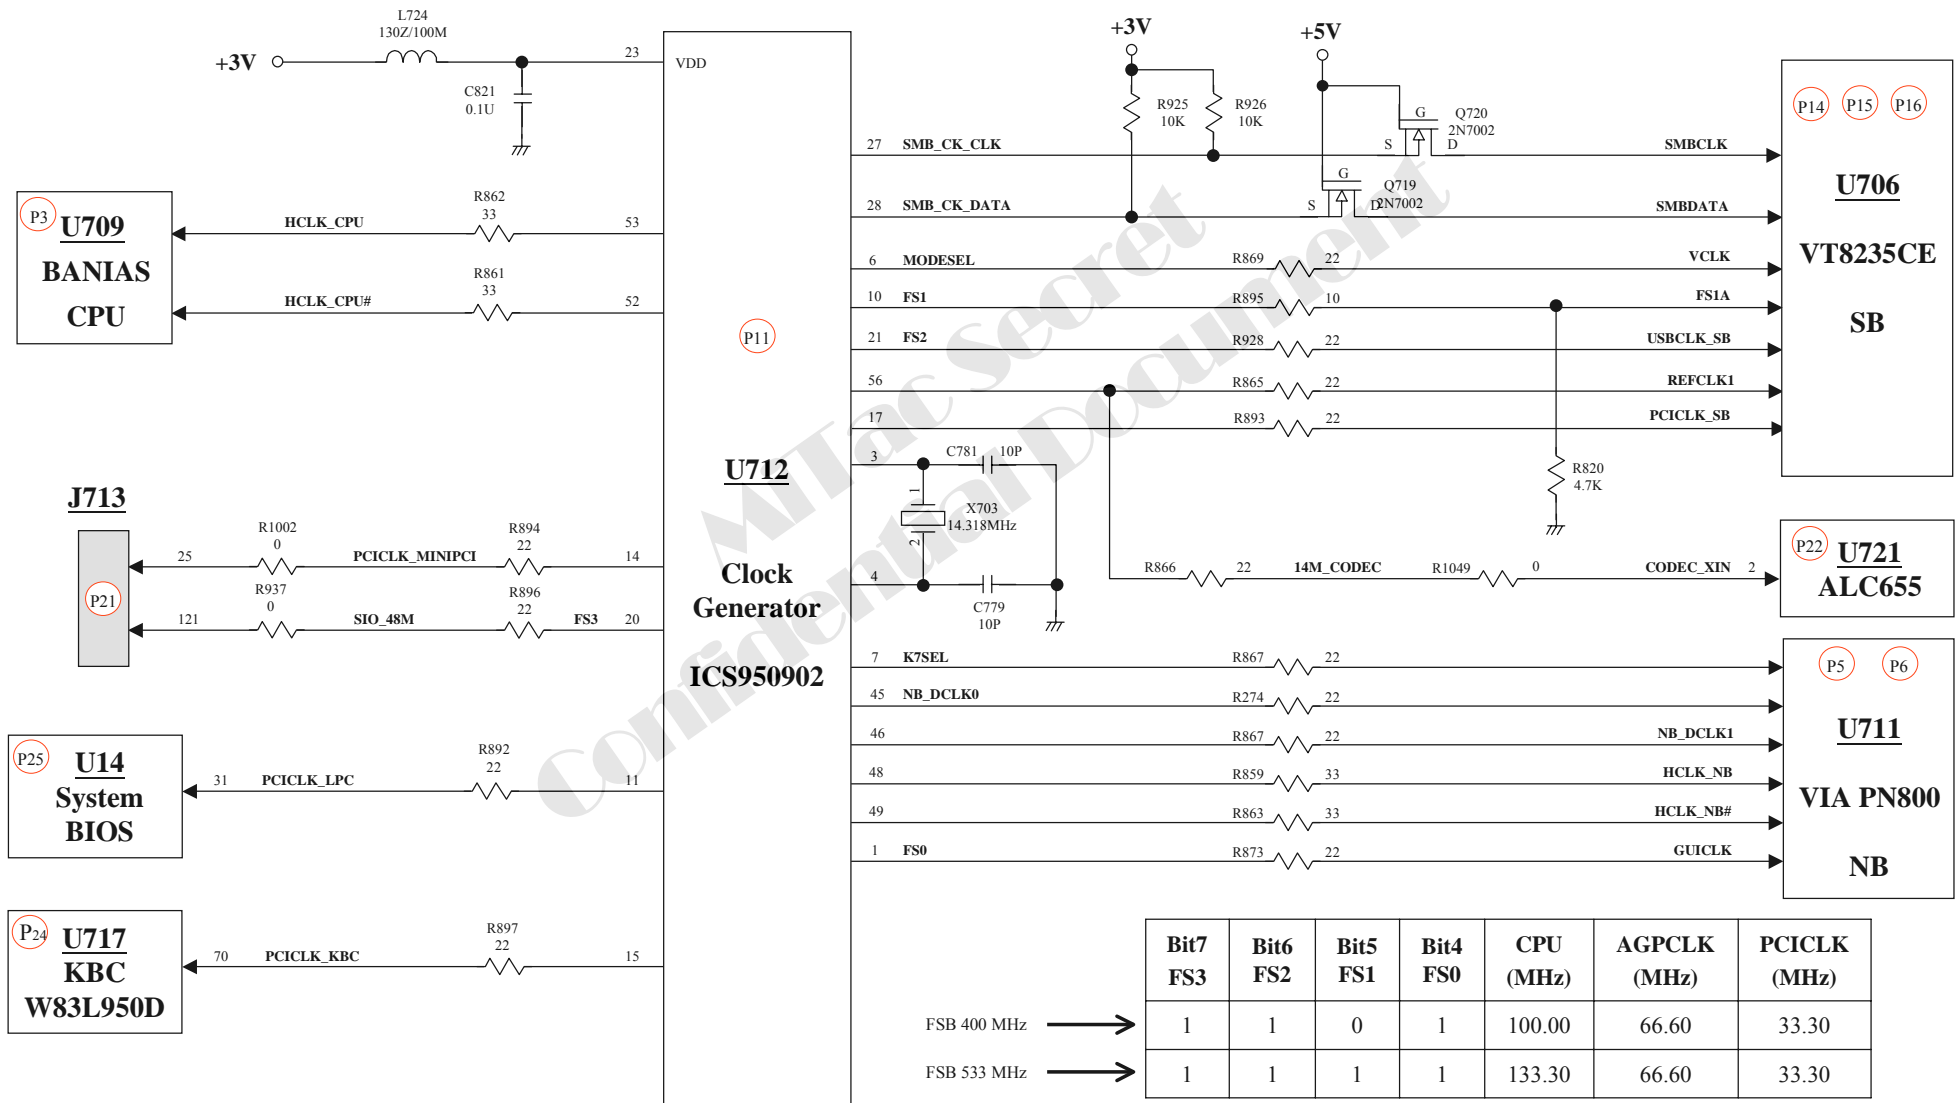 L724
130Z/100M
+3V
23
VDD
C821
0.1U
+3V
+5V
R925
10K
R926
10K
G
Q720
2N7002
S
D
27
SMB_CK_CLK
SMBCLK
G
Q719
2N7002
S
D
28
SMB_CK_DATA
SMBDATA
P14
P15
P16
U706
VT8235CE
SB
6
MODESEL
R869
22
VCLK
10
FS1
R895
10
FS1A
21
FS2
R928
22
USBCLK_SB
56
R865
22
REFCLK1
17
R893
22
PCICLK_SB
R820
4.7K
P3
U709
BANIAS
CPU
HCLK_CPU
R862
33
53
HCLK_CPU#
R861
33
52
P11
U712
Clock
Generator
ICS950902
3
C781
10P
1
X703
14.318MHz
2
4
C779
10P
J713
P21
25
R1002
0
PCICLK_MINIPCI
R894
22
14
121
R937
0
SIO_48M
R896
22
FS3
20
R866
22
14M_CODEC
R1049
0
CODEC_XIN
2
P22
U721
ALC655
7
K7SEL
R867
22
45
NB_DCLK0
R274
22
46
R867
22
NB_DCLK1
48
R859
33
HCLK_NB
49
R863
33
HCLK_NB#
1
FS0
R873
22
GUICLK
P5
P6
U711
VIA PN800
NB
P25
U14
System
BIOS
31
PCICLK_LPC
R892
22
11
P24
U717
KBC
W83L950D
70
PCICLK_KBC
R897
22
15
Bit7 FS3
Bit6 FS2
Bit5 FS1
Bit4 FS0
CPU (MHz)
AGPCLK (MHz)
PCICLK (MHz)
FSB 400 MHz
1 1 0 1 100.00 66.60 33.30
FSB 533 MHz
1 1 1 1 133.30 66.60 33.30
MiTac Secret
Confidential Document